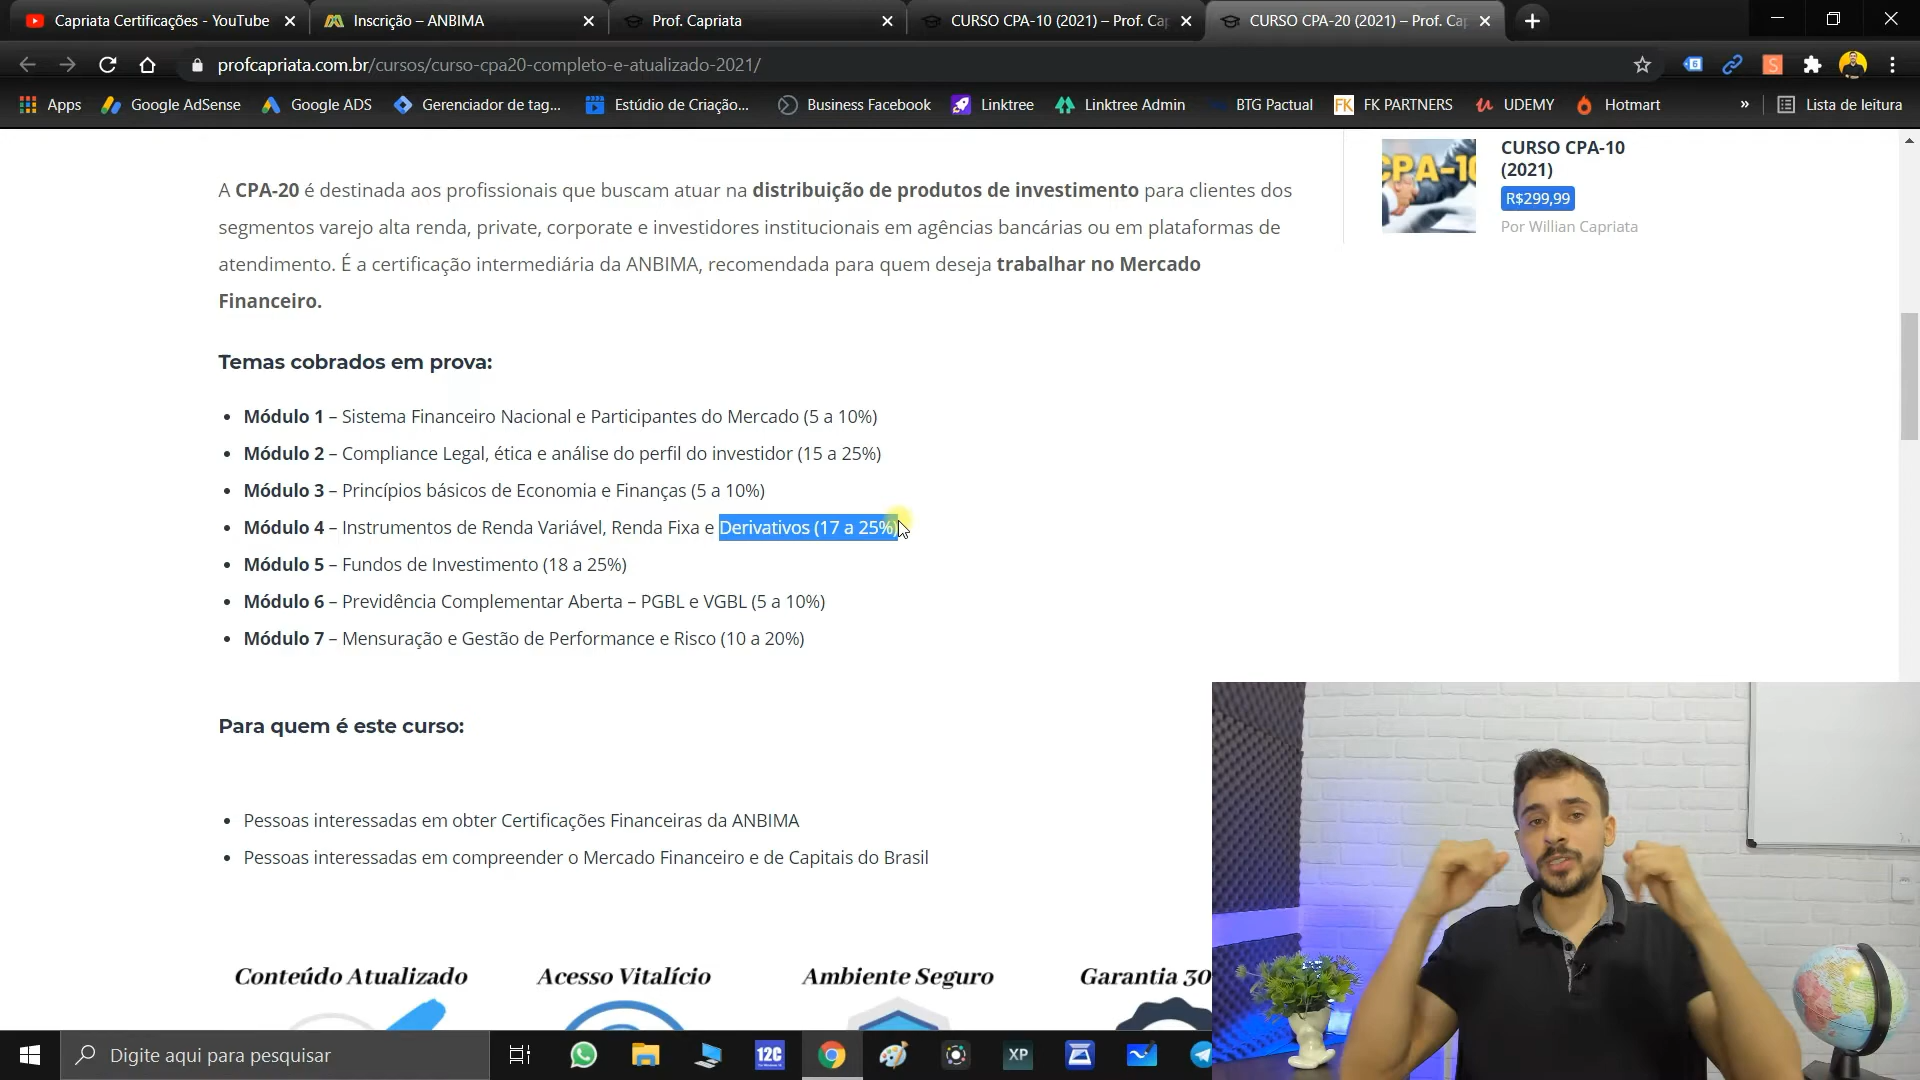 Capriata Certificações - YouTube
Inscrição – ANBIMA
Prof. Capriata
CURSO CPA-10 (2021) – Prof. Ca
CURSO CPA-20 (2021) – Prof. Ca
profcapriata.com.br/cursos/curso-cpa20-completo-e-atualizado-2021/
Apps
Google AdSense
Google ADS
Gerenciador de tag...
Estúdio de Criação...
Business Facebook
Linktree
Linktree Admin
BTG Pactual
FK
FK PARTNERS
UDEMY
Hotmart
»
Lista de leitura
A CPA-20 é destinada aos profissionais que buscam atuar na distribuição de produtos de investimento para clientes dos
segmentos varejo alta renda, private, corporate e investidores institucionais em agências bancárias ou em plataformas de
atendimento. É a certificação intermediária da ANBIMA, recomendada para quem deseja trabalhar no Mercado
Financeiro.
CPA-10
CURSO CPA-10
(2021)
R$299,99
Por Willian Capriata
Temas cobrados em prova:
• Módulo 1 – Sistema Financeiro Nacional e Participantes do Mercado (5 a 10%)
• Módulo 2 – Compliance Legal, ética e análise do perfil do investidor (15 a 25%)
• Módulo 3 – Princípios básicos de Economia e Finanças (5 a 10%)
• Módulo 4 – Instrumentos de Renda Variável, Renda Fixa e Derivativos (17 a 25%)
• Módulo 5 – Fundos de Investimento (18 a 25%)
• Módulo 6 – Previdência Complementar Aberta – PGBL e VGBL (5 a 10%)
• Módulo 7 – Mensuração e Gestão de Performance e Risco (10 a 20%)
Para quem é este curso:
• Pessoas interessadas em obter Certificações Financeiras da ANBIMA
• Pessoas interessadas em compreender o Mercado Financeiro e de Capitais do Brasil
Conteúdo Atualizado
Acesso Vitalício
Ambiente Seguro
Garantia 30
Digite aqui para pesquisar
12C
XP